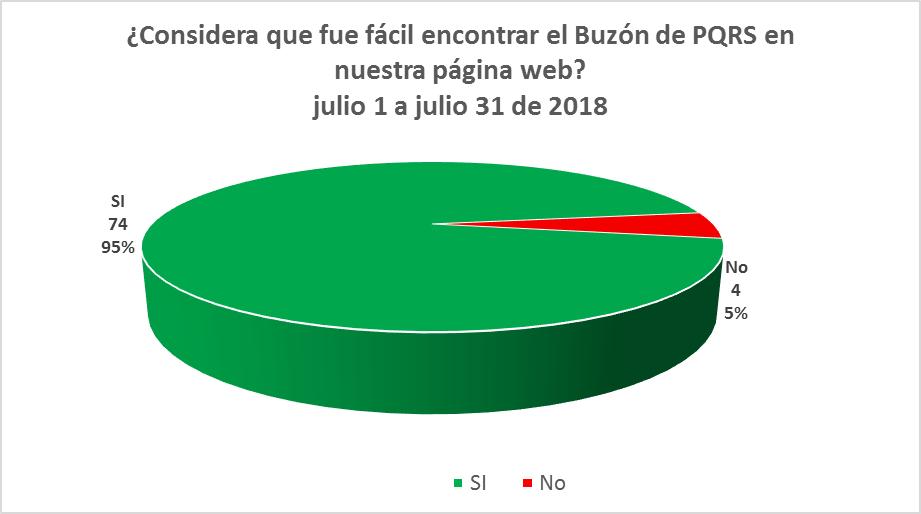 ¿Considera que fue fácil encontrar el Buzón de PQRS en
nuestra página web?
julio 1 a julio 31 de 2018
SI
74
95%
No
4
5%
SI
No